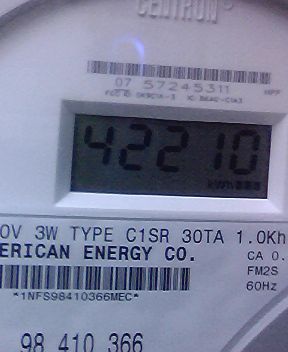 CENTRON
07 57245311
42210
kWh
0V 3W TYPE C1SR 30TA 1.0Kh
ERICAN ENERGY CO.
CA 0.
FM2S
*1NFS98410366MEC*
60Hz
98 410 366